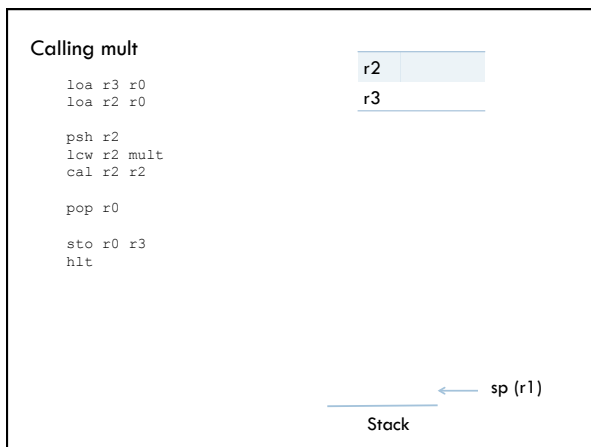 Calling mult
loa r3 r0
loa r2 r0
psh r2
lcw r2 mult
cal r2 r2
pop r0
sto r0 r3
hlt
r2
r3
sp (r1)
Stack